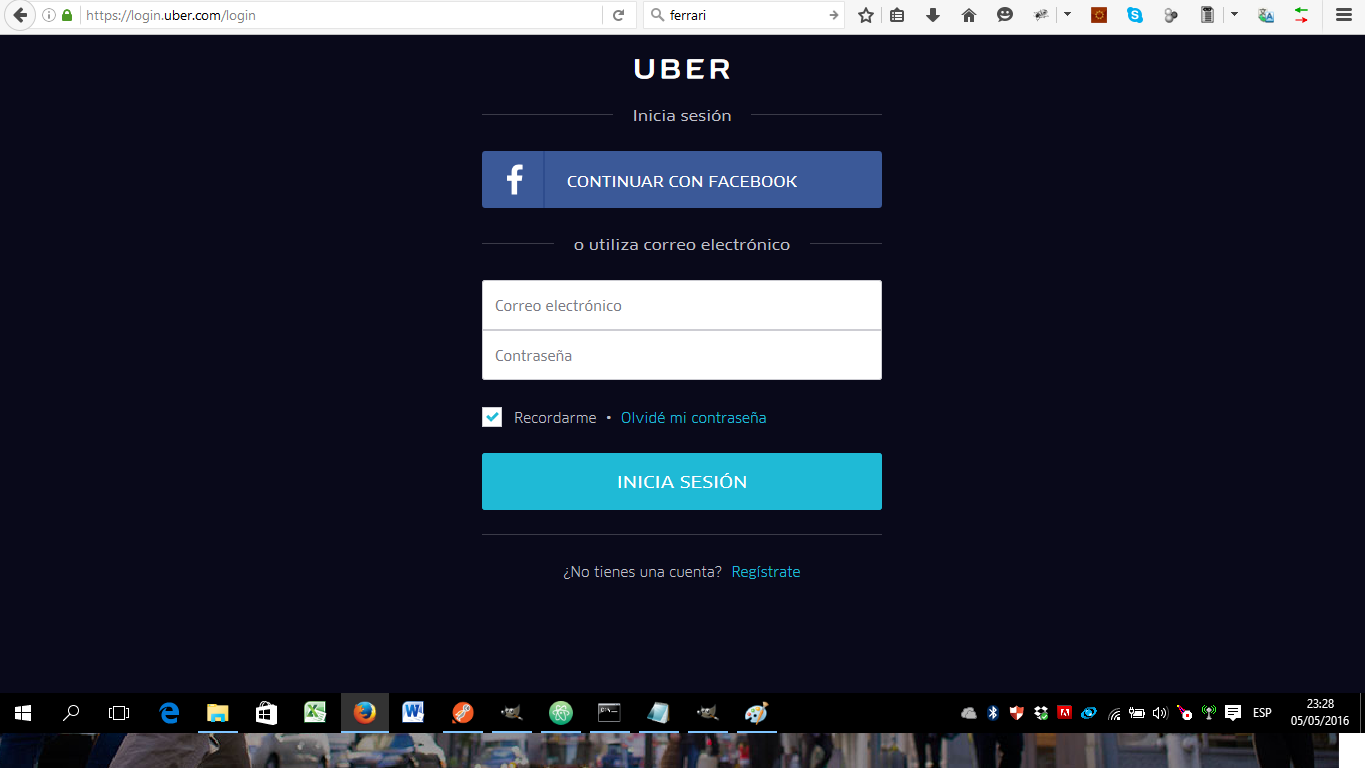 https://login.uber.com/login
ferrari
UBER
Inicia sesión
CONTINUAR CON FACEBOOK
o utiliza correo electrónico
Correo electrónico
Contraseña
Recordarme • Olvidé mi contraseña
INICIA SESIÓN
¿No tienes una cuenta? Regístrate
ESP
23:28
05/05/2016